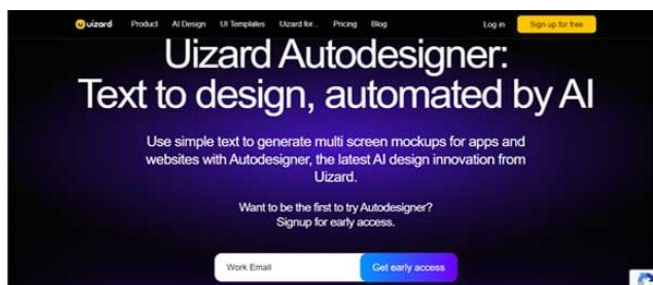 uizard Product AI Design UI Templates Uizard for... Pricing Blog Log in Sign up for free
Uizard Autodesigner:
Text to design, automated by AI
Use simple text to generate multi screen mockups for apps and
websites with Autodesigner, the latest AI design innovation from
Uizard.
Want to be the first to try Autodesigner?
Signup for early access.
Work Email Get early access